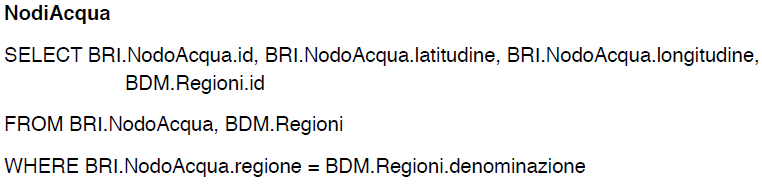 NodiAcqua
SELECT BRI.NodoAcqua.id, BRI.NodoAcqua.latitudine, BRI.NodoAcqua.longitudine,
BDM.Regioni.id
FROM BRI.NodoAcqua, BDM.Regioni
WHERE BRI.NodoAcqua.regione = BDM.Regioni.denominazione